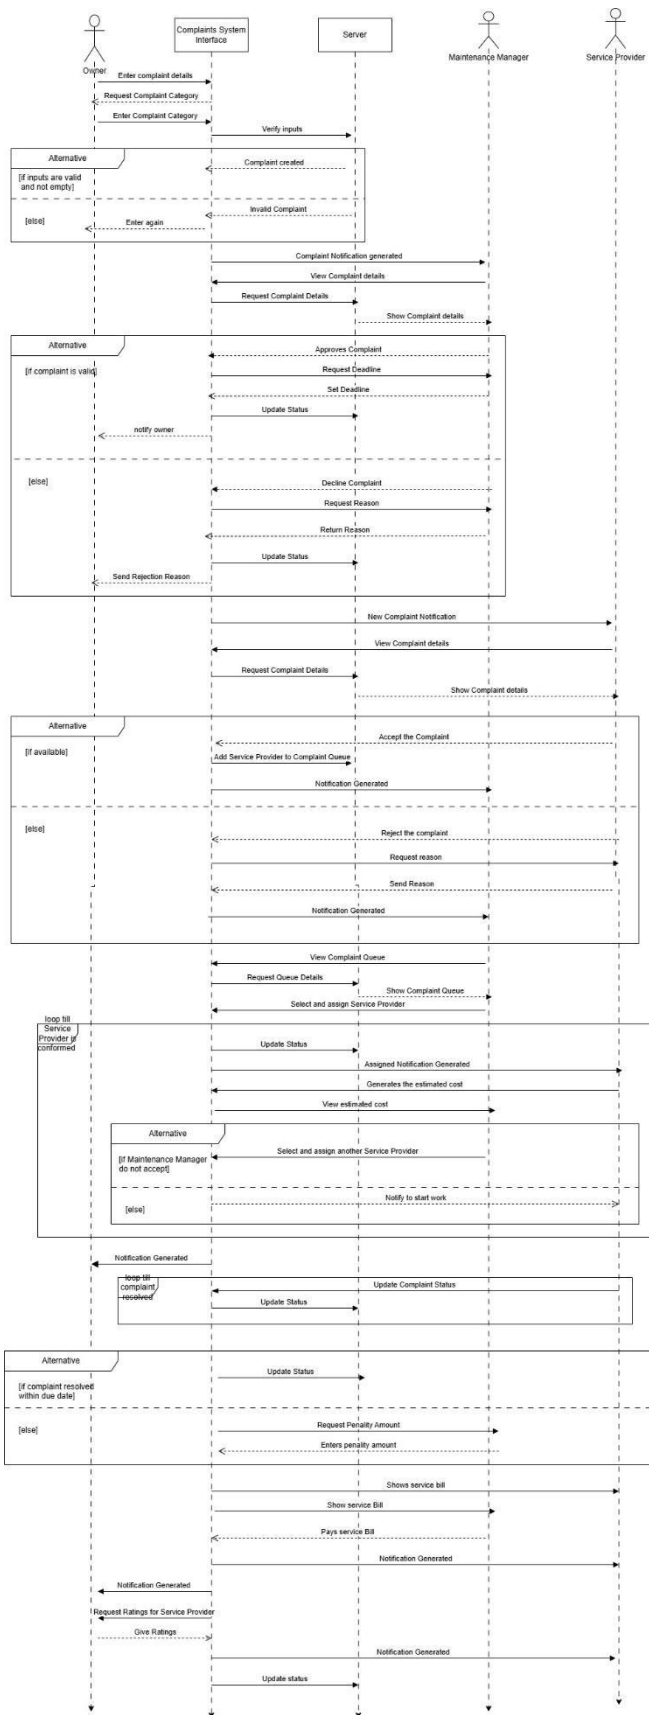 Complaints System
Interface
Server
Owner
Maintenance Manager
Service Provider
Enter complaint details
Request Complaint Category
Enter Complaint Category
Verify inputs
Alternative
Complaint created
[if inputs are valid
and not empty]
Invalid Complaint
[else]
Enter again
Complaint Notification generated
View Complaint details
Request Complaint Details
Show Complaint details
Alternative
Approves Complaint
[if complaint is valid]
Request Deadline
Set Deadline
Update Status
notify owner
[else]
Decline Complaint
Request Reason
Return Reason
Update Status
Send Rejection Reason
New Complaint Notification
View Complaint details
Request Complaint Details
Show Complaint details
Alternative
Accept the Complaint
[if available]
Add Service Provider to Complaint Queue
Notification Generated
[else]
Reject the complaint
Request reason
Send Reason
Notification Generated
View Complaint Queue
Request Queue Details
Show Complaint Queue
Select and assign Service Provider
loop till
Service
Provider is
conformed
Update Status
Assigned Notification Generated
Generates the estimated cost
View estimated cost
Alternative
[if Maintenance Manager
do not accept]
Select and assign another Service Provider
Notify to start work
[else]
Notification Generated
loop till
complaint
resolved
Update Complaint Status
Update Status
Alternative
Update Status
[if complaint resolved
within due date]
[else]
Request Penality Amount
Enters penality amount
Shows service bill
Show service Bill
Pays service Bill
Notification Generated
Notification Generated
Request Ratings for Service Provider
Give Ratings
Notification Generated
Update status